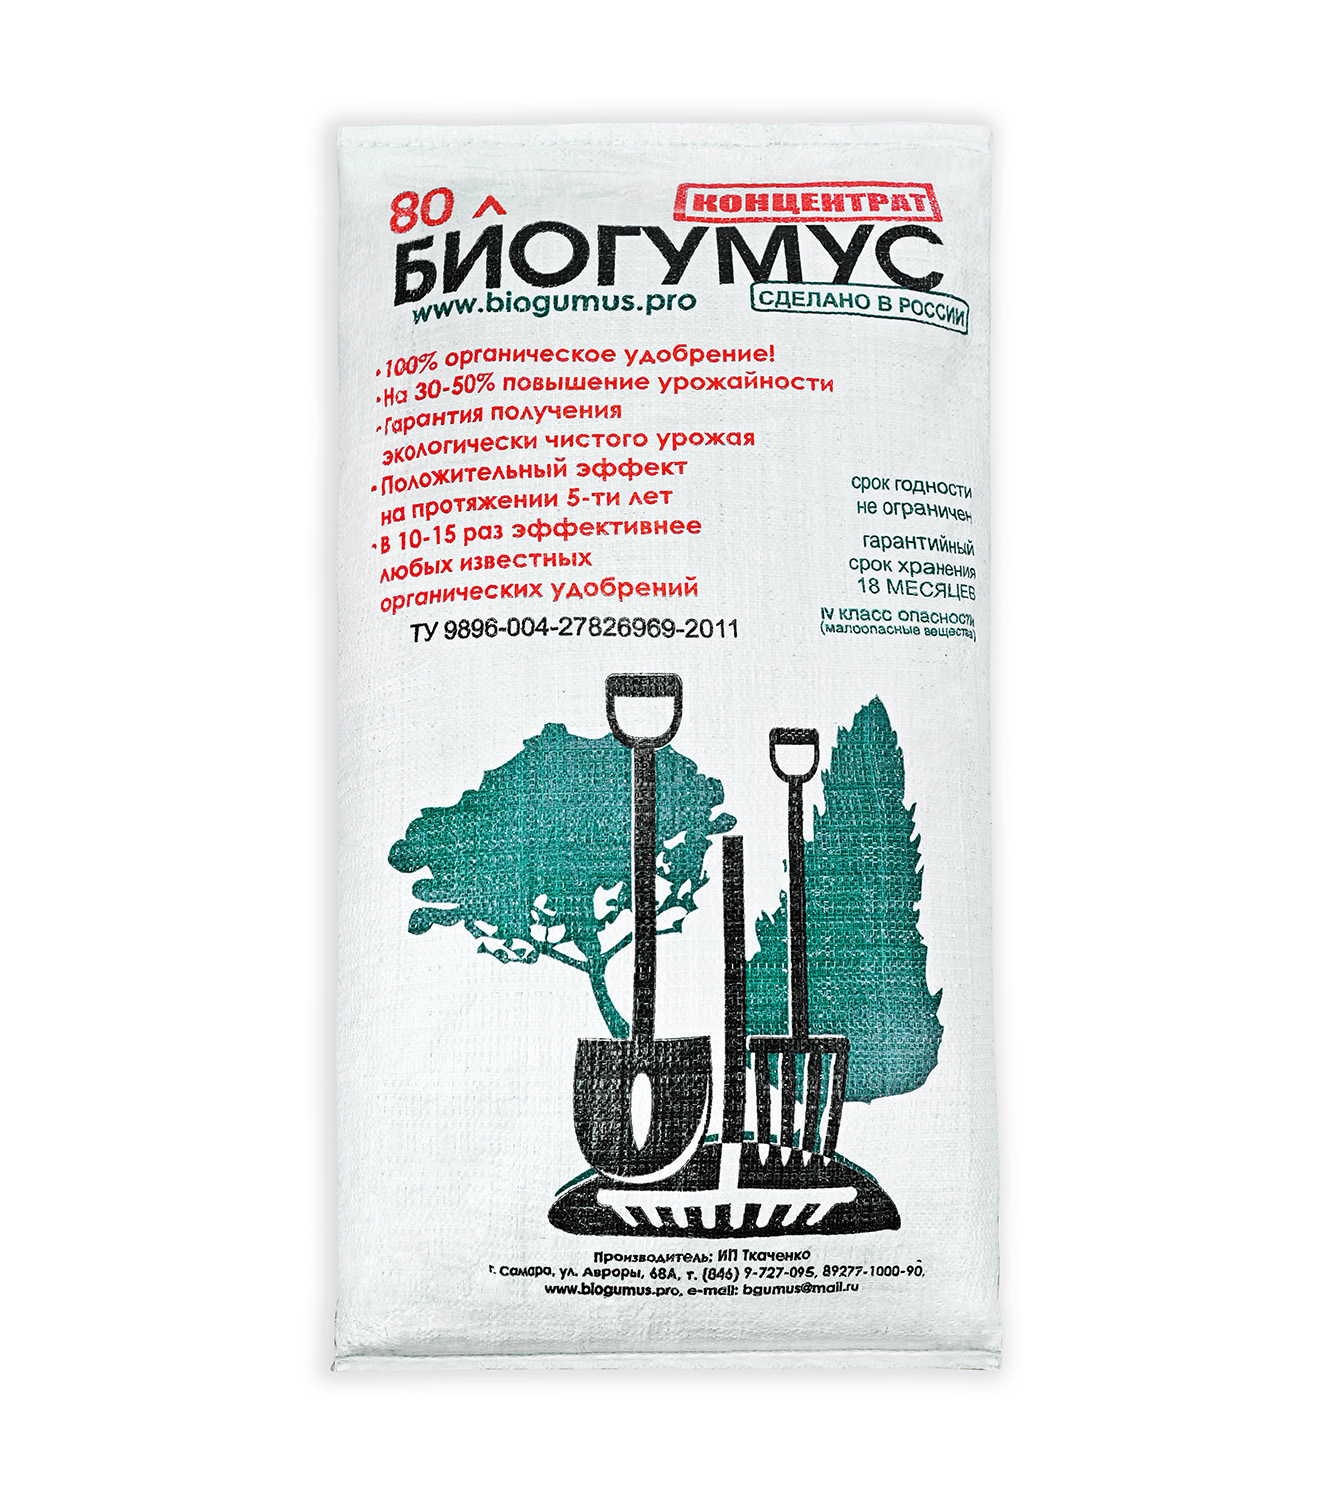 80 л
КОНЦЕНТРАТ
БИОГУМУС
www.biogumus.pro
СДЕЛАНО В РОССИИ
•100% органическое удобрение!
•На 30-50% повышение урожайности
-Гарантия получения
экологически чистого урожая
•Положительный эффект
на протяжении 5-ти лет
•В 10-15 раз эффективнее
любых известных
органических удобрений
срок годности
не ограничен
гарантийный
срок хранения
18 МЕСЯЦЕВ
IV класс опасности
(малоопасные вещества)
ТУ 9896-004-27826969-2011
Производитель: ИП Ткаченко
г. Самара, ул. Авроры, 68А, т. (846) 9-727-095, 89277-1000-90,
www.biogumus.pro, e-mail: bgumus@mail.ru